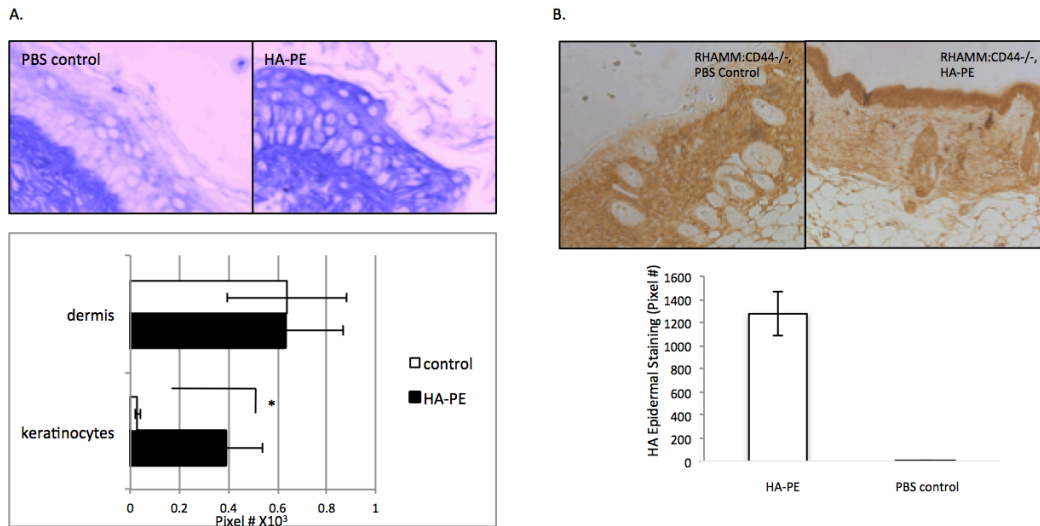 A.
PBS control
HA-PE
dermis
keratinocytes
*
control
HA-PE
0 0.2 0.4 0.6 0.8 1
Pixel # X10³
B.
RHAMM:CD44-/-,
PBS Control
RHAMM:CD44-/-,
HA-PE
HA Epidermal Staining (Pixel #)
1600
1400
1200
1000
800
600
400
200
0
HA-PE
PBS control